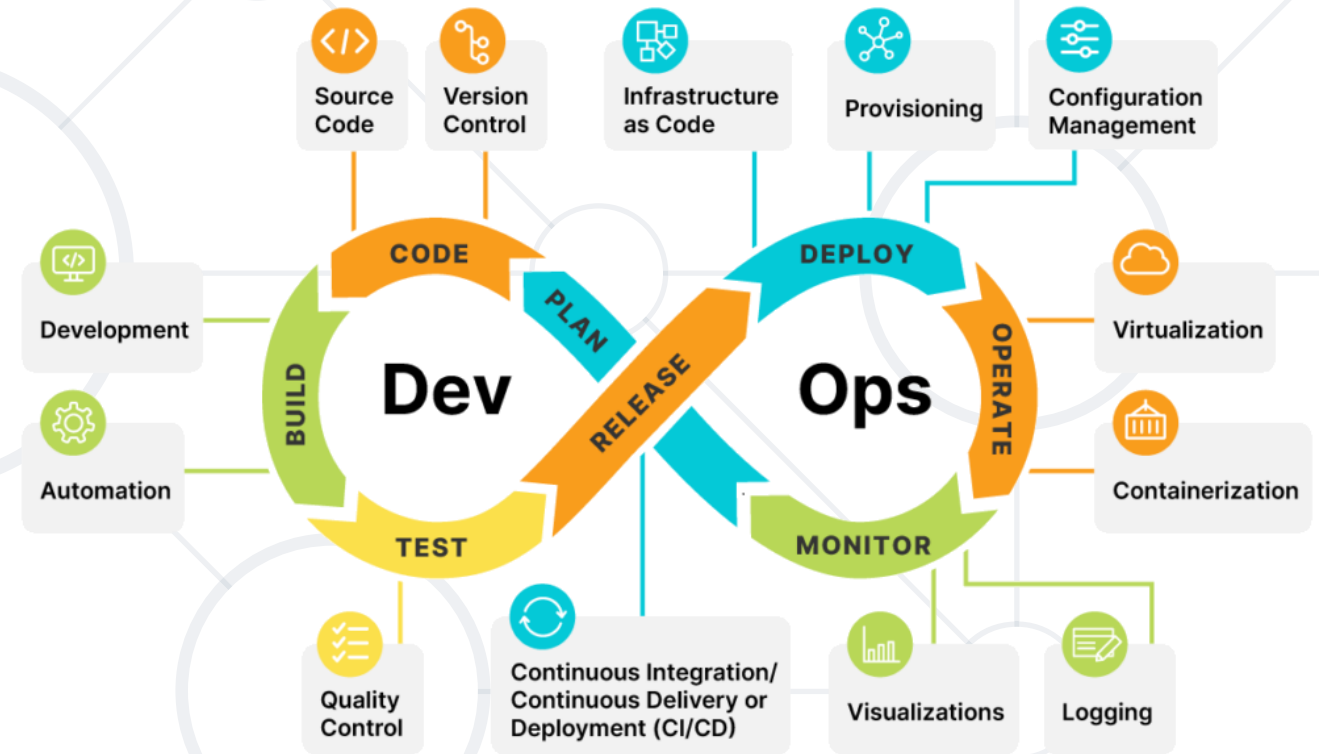 Source
Code
Version
Control
Infrastructure
as Code
Provisioning
Configuration
Management
CODE
DEPLOY
PLAN
Development
Virtualization
BUILD
Dev
RELEASE
Ops
OPERATE
Automation
Containerization
TEST
MONITOR
Quality
Control
Continuous Integration/
Continuous Delivery or
Deployment (CI/CD)
Visualizations
Logging